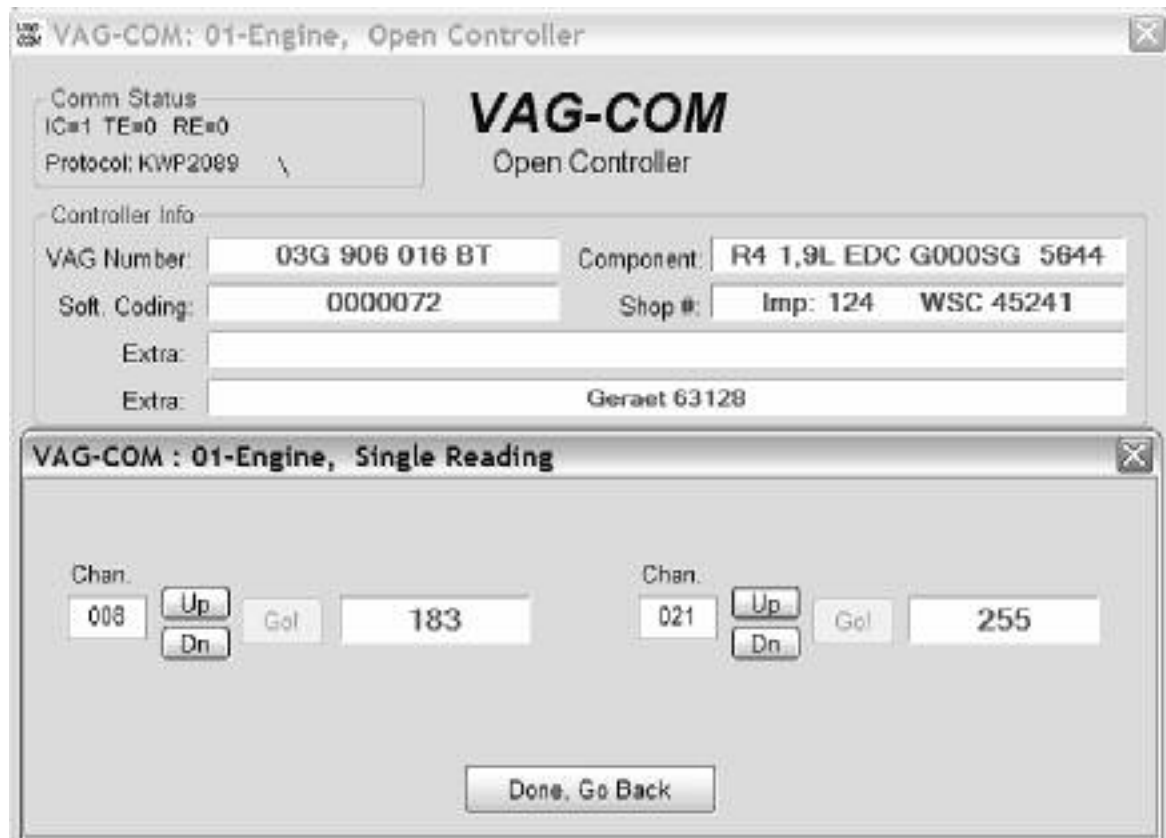 VAG-COM: 01-Engine, Open Controller
Comm Status
IC=1 TE=0 RE=0
Protocol: KWP2089 \
VAG-COM
Open Controller
Controller Info
VAG Number: 03G 906 016 BT Component: R4 1,9L EDC G000SG 5644
Soft. Coding: 0000072 Shop #: Imp: 124 WSC 45241
Extra:
Extra: Geraet 63128
VAG-COM : 01-Engine, Single Reading
Chan. Chan.
008 Up Go! 183 021 Up Go! 255
Dn Dn
Done, Go Back